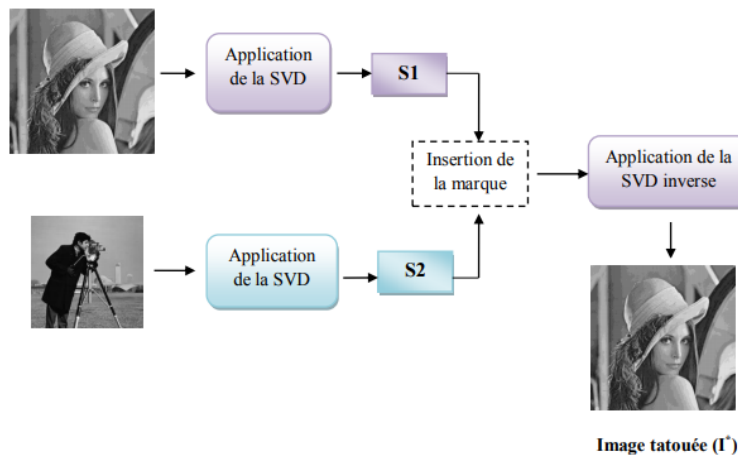 Application
de la SVD
S1
Insertion de
la marque
Application de la
SVD inverse
Application
de la SVD
S2
Image tatouée (I*)